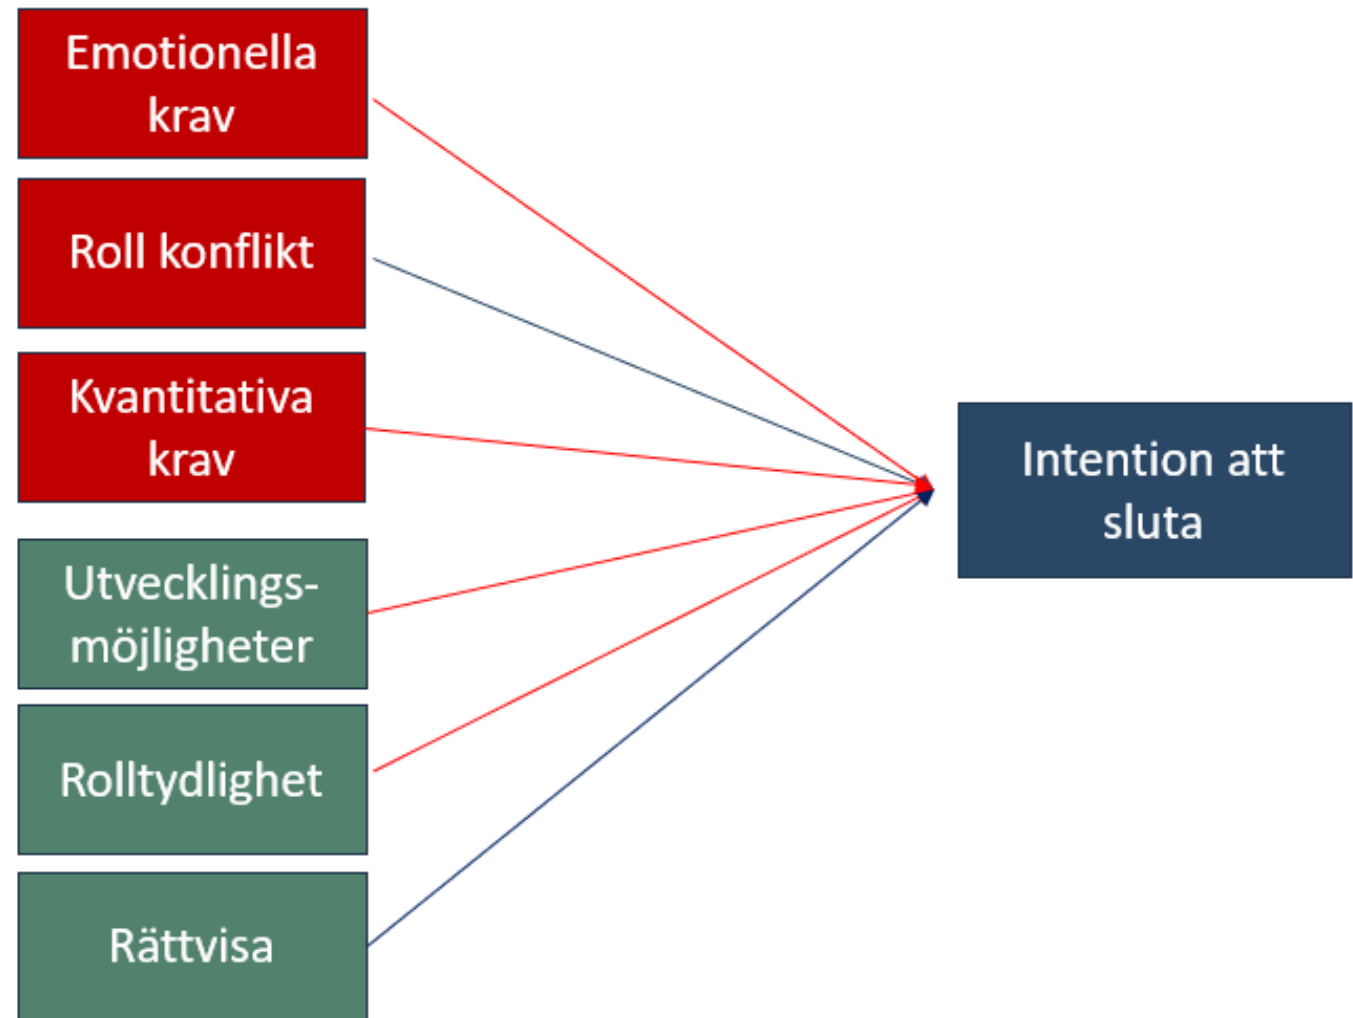 Emotionella
krav
Roll konflikt
Kvantitativa
krav
Utvecklings-
möjligheter
Rolltydlighet
Rättvisa
Intention att
sluta